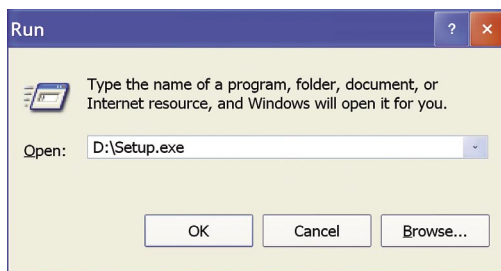 Run
?
×
Type the name of a program, folder, document, or
Internet resource, and Windows will open it for you.
Open:
D:\Setup.exe
OK
Cancel
Browse...